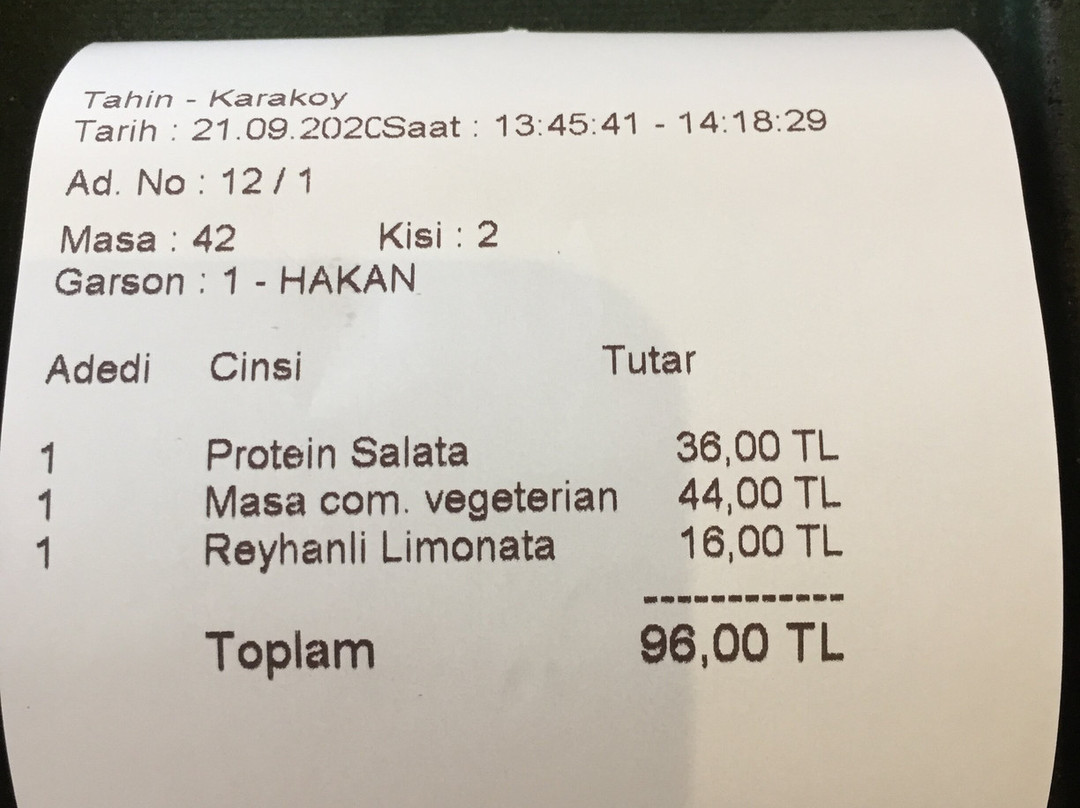 Tahin - Karakoy
Tarih : 21.09.2020Saat : 13:45:41 - 14:18:29
Ad. No : 12 / 1
Masa : 42 Kisi : 2
Garson : 1 - HAKAN
Adedi Cinsi Tutar
1 Protein Salata 36,00 TL
1 Masa com. vegeterian 44,00 TL
1 Reyhanli Limonata 16,00 TL
------------
Toplam 96,00 TL